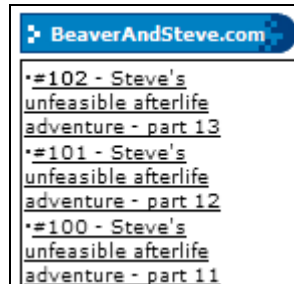 BeaverAndSteve.com
·#102 - Steve's
unfeasible afterlife
adventure - part 13
·#101 - Steve's
unfeasible afterlife
adventure - part 12
·#100 - Steve's
unfeasible afterlife
adventure - part 11